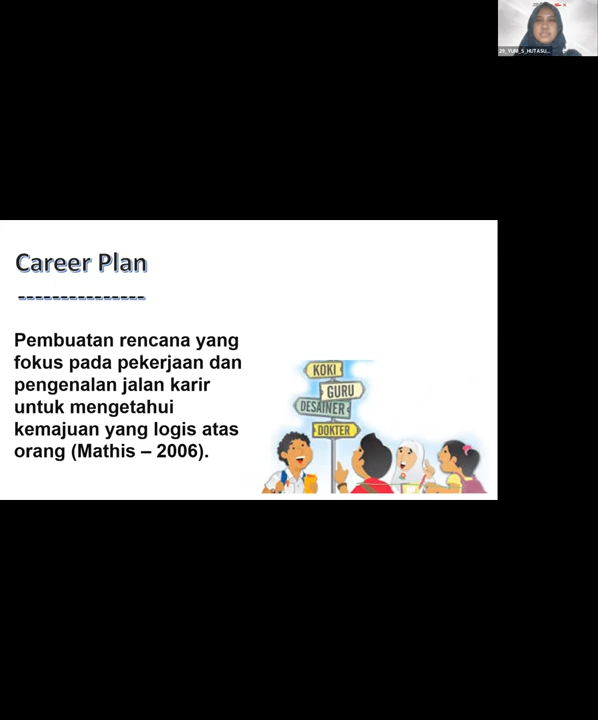 29_YURI_S_HUTASU...
Career Plan
---------------
Pembuatan rencana yang
fokus pada pekerjaan dan
pengenalan jalan karir
untuk mengetahui
kemajuan yang logis atas
orang (Mathis – 2006).
KOKI
GURU
DESAINER
DOKTER